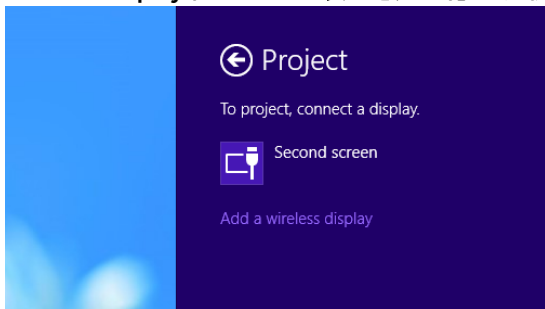 Project
To project, connect a display.
Second screen
Add a wireless display